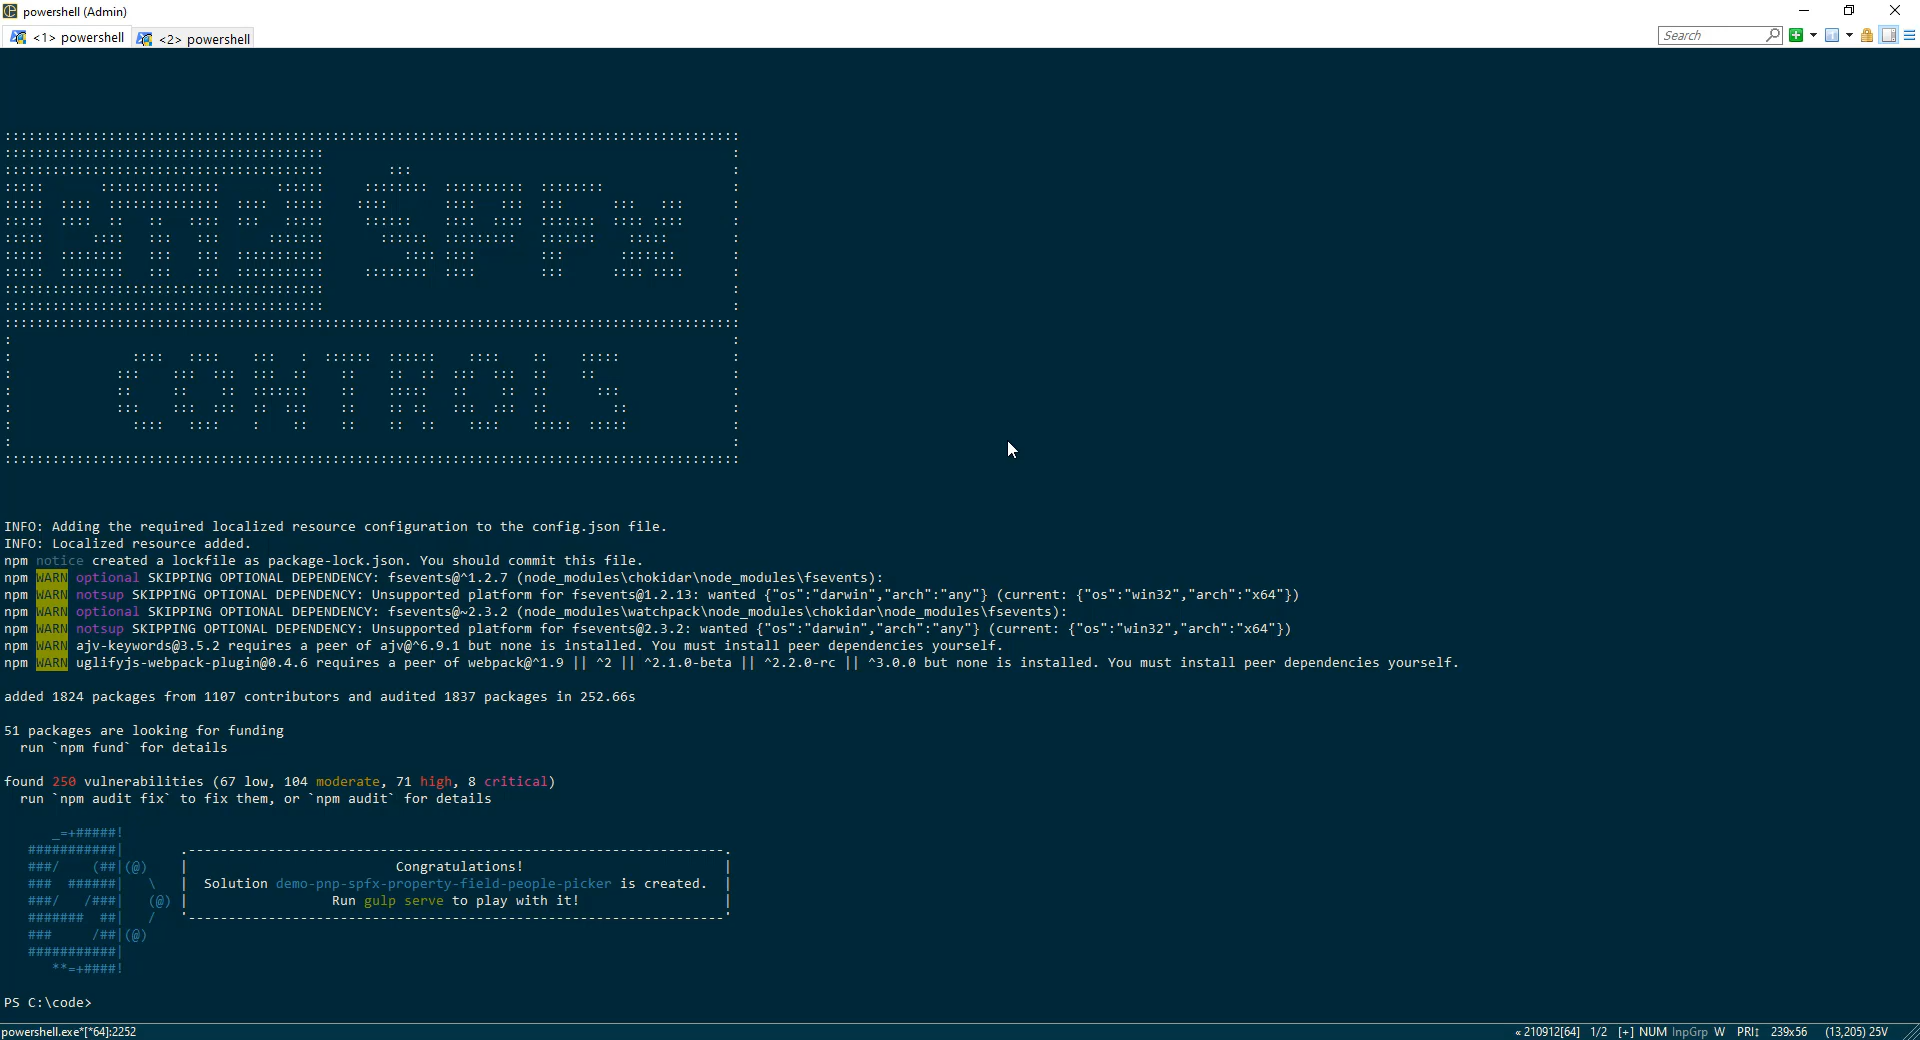 powershell (Admin)
<1> powershell
<2> powershell
Search
PnP SPFx
CONTROLS
INFO: Adding the required localized resource configuration to the config.json file.
INFO: Localized resource added.
npm notice created a lockfile as package-lock.json. You should commit this file.
npm WARN optional SKIPPING OPTIONAL DEPENDENCY: fsevents@^1.2.7 (node_modules\chokidar\node_modules\fsevents):
npm WARN notsup SKIPPING OPTIONAL DEPENDENCY: Unsupported platform for fsevents@1.2.13: wanted {"os":"darwin","arch":"any"} (current: {"os":"win32","arch":"x64"})
npm WARN optional SKIPPING OPTIONAL DEPENDENCY: fsevents@~2.3.2 (node_modules\watchpack\node_modules\chokidar\node_modules\fsevents):
npm WARN notsup SKIPPING OPTIONAL DEPENDENCY: Unsupported platform for fsevents@2.3.2: wanted {"os":"darwin","arch":"any"} (current: {"os":"win32","arch":"x64"})
npm WARN ajv-keywords@3.5.2 requires a peer of ajv@^6.9.1 but none is installed. You must install peer dependencies yourself.
npm WARN uglifyjs-webpack-plugin@0.4.6 requires a peer of webpack@^1.9 || ^2 || ^2.1.0-beta || ^2.2.0-rc || ^3.0.0 but none is installed. You must install peer dependencies yourself.
added 1824 packages from 1107 contributors and audited 1837 packages in 252.66s
51 packages are looking for funding
run `npm fund` for details
found 250 vulnerabilities (67 low, 104 moderate, 71 high, 8 critical)
run `npm audit fix` to fix them, or `npm audit` for details
Congratulations!
Solution demo-pnp-spfx-property-field-people-picker is created.
Run gulp serve to play with it!
PS C:\code>
powershell.exe*[*64]:2252
« 210912[64] 1/2 [+] NUM InpGrp W PRI↕ 239x56 (13,205) 25V